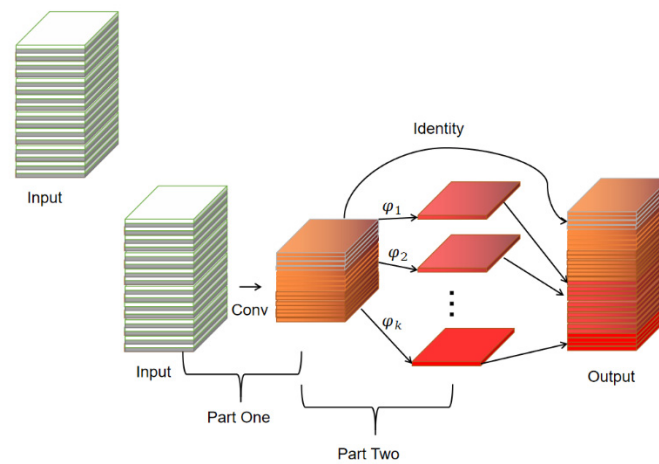 Input
Identity
φ1
φ2
φk
Conv
Input
Output
Part One
Part Two